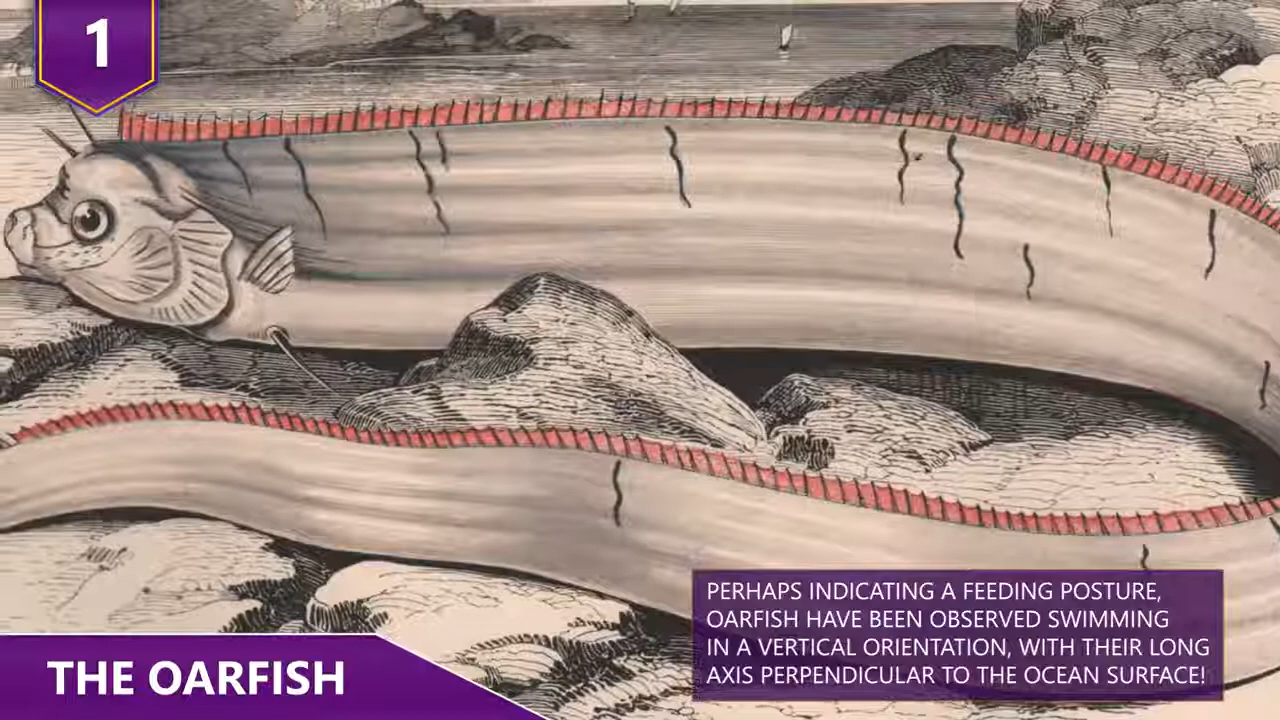 1
PERHAPS INDICATING A FEEDING POSTURE,
OARFISH HAVE BEEN OBSERVED SWIMMING
IN A VERTICAL ORIENTATION, WITH THEIR LONG
AXIS PERPENDICULAR TO THE OCEAN SURFACE!
THE OARFISH